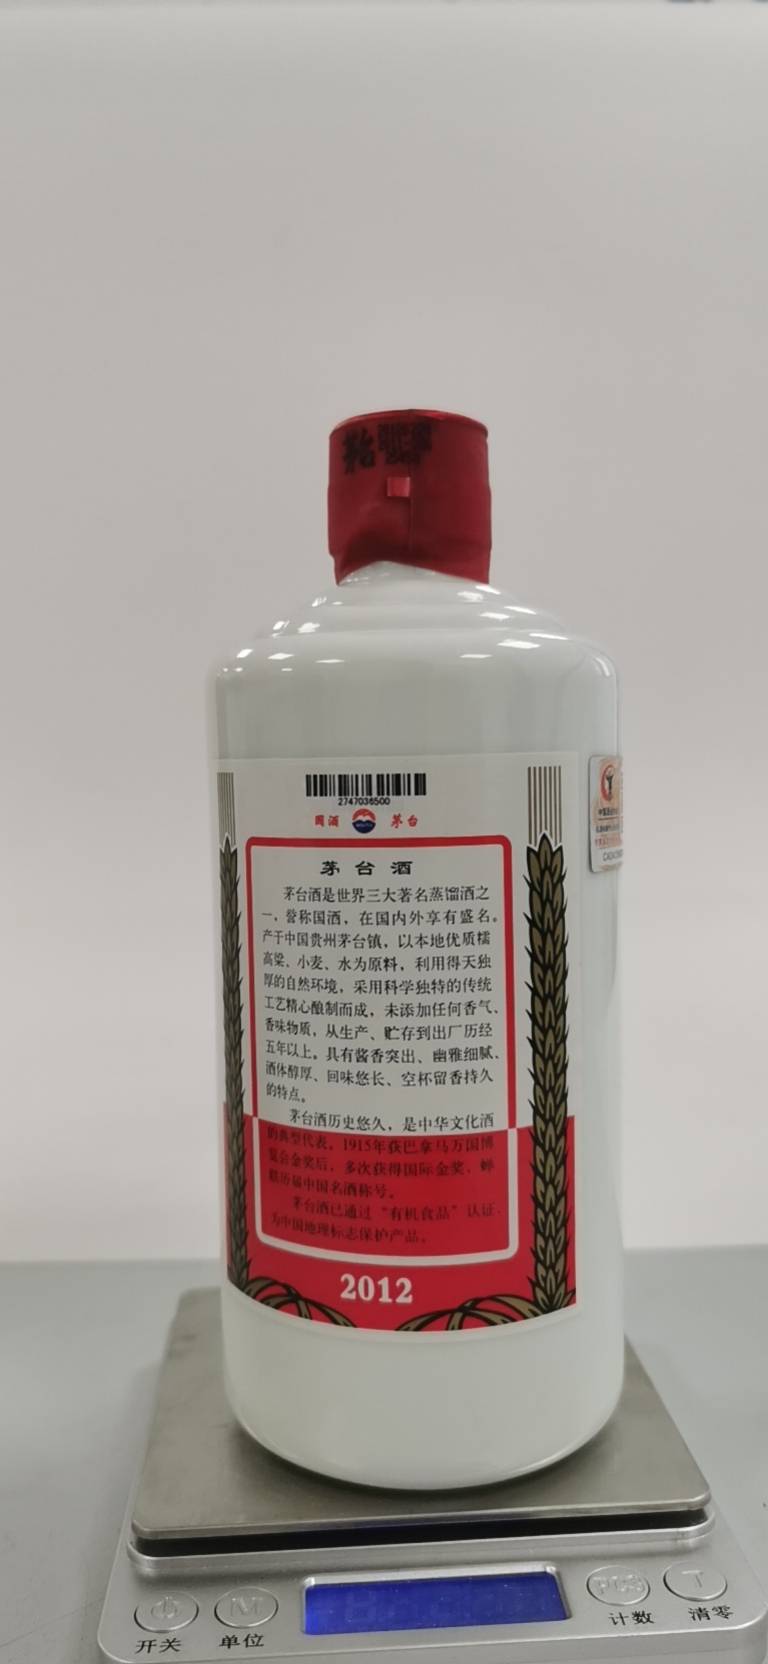 茅台
2747036500
国酒 茅台
茅台酒
茅台酒是世界三大著名蒸馏酒之
一，誉称国酒，在国内外享有盛名。
产于中国贵州茅台镇，以本地优质糯
高粱、小麦、水为原料，利用得天独
厚的自然环境，采用科学独特的传统
工艺精心酿制而成，未添加任何香气、
香味物质，从生产、贮存到出厂历经
五年以上。具有酱香突出、幽雅细腻、
酒体醇厚、回味悠长、空杯留香持久
的特点。
茅台酒历史悠久，是中华文化酒
的典型代表。1915年获巴拿马万国博
览会金奖后，多次获得国际金奖，蝉
联历届中国名酒称号。
茅台酒已通过“有机食品”认证，
为中国地理标志保护产品。
2012
M
PCS
T
开关
单位
计数
清零